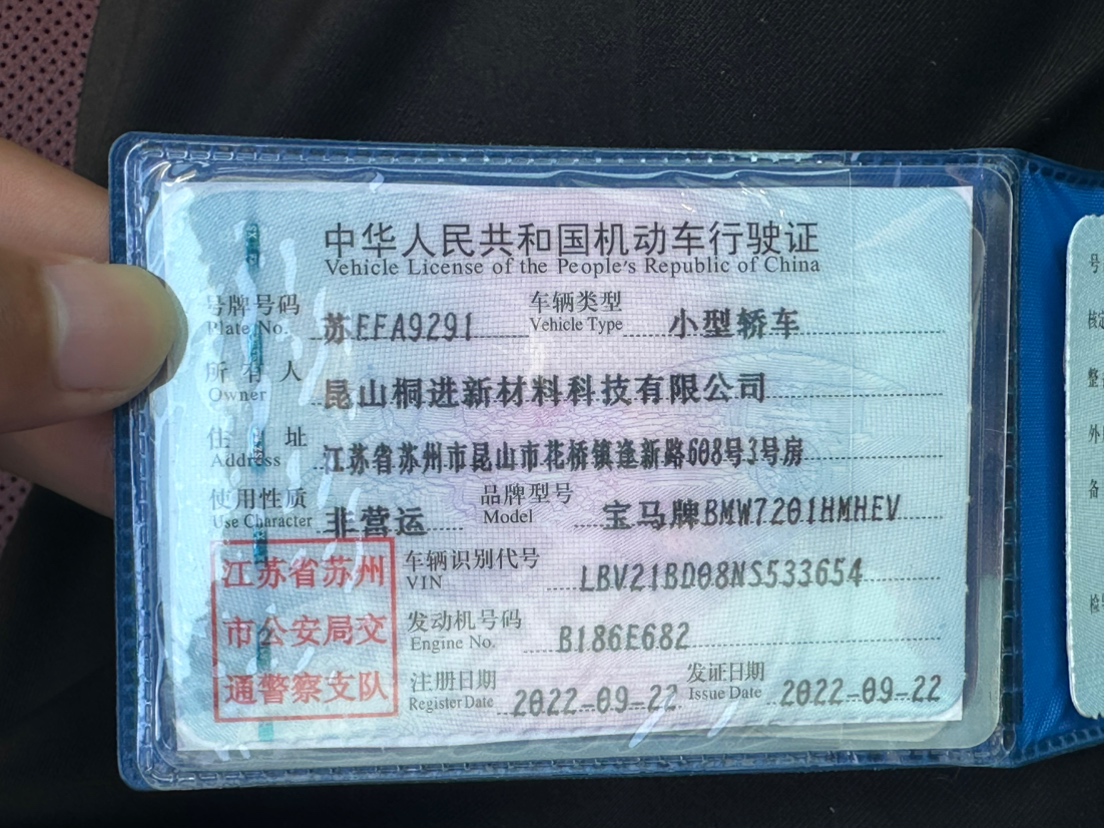 中华人民共和国机动车行驶证
Vehicle License of the People's Republic of China
号牌号码 苏EFA9291 车辆类型 小型轿车
Plate No. Vehicle Type
所有人 昆山桐进新材料科技有限公司
Owner
住址 江苏省苏州市昆山市花桥镇逢新路608号3号房
Address
使用性质 非营运 品牌型号 宝马牌BMW7201HMHEV
Use Character Model
江苏省苏州
市公安局交
通警察支队
车辆识别代号 LBV21BD08NS533654
VIN
发动机号码 B186E682
Engine No.
注册日期 2022-09-22 发证日期 2022-09-22
Register Date Issue Date
号
核定
整
外
备
检